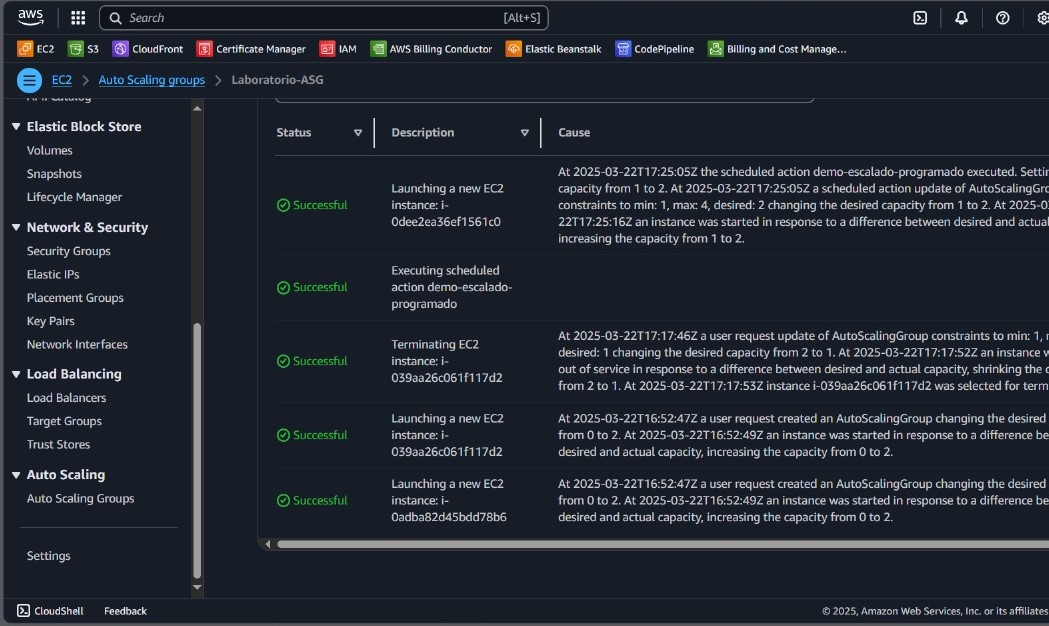 aws
Search [Alt+S]
EC2 S3 CloudFront Certificate Manager IAM AWS Billing Conductor Elastic Beanstalk CodePipeline Billing and Cost Manage...
EC2 > Auto Scaling groups > Laboratorio-ASG
AMI Catalog
Elastic Block Store
Volumes
Snapshots
Lifecycle Manager
Network & Security
Security Groups
Elastic IPs
Placement Groups
Key Pairs
Network Interfaces
Load Balancing
Load Balancers
Target Groups
Trust Stores
Auto Scaling
Auto Scaling Groups
Settings
Status Description Cause
Successful
Launching a new EC2
instance: i-
0dee2ea36ef1561c0
At 2025-03-22T17:25:05Z the scheduled action demo-escalado-programado executed. Settin
capacity from 1 to 2. At 2025-03-22T17:25:05Z a scheduled action update of AutoScalingGro
constraints to min: 1, max: 4, desired: 2 changing the desired capacity from 1 to 2. At 2025-0
22T17:25:16Z an instance was started in response to a difference between desired and actual
increasing the capacity from 1 to 2.
Successful
Executing scheduled
action demo-escalado-
programado
Successful
Terminating EC2
instance: i-
039aa26c061f117d2
At 2025-03-22T17:17:46Z a user request update of AutoScalingGroup constraints to min: 1,
desired: 1 changing the desired capacity from 2 to 1. At 2025-03-22T17:17:52Z an instance w
out of service in response to a difference between desired and actual capacity, shrinking the c
from 2 to 1. At 2025-03-22T17:17:53Z instance i-039aa26c061f117d2 was selected for term
Successful
Launching a new EC2
instance: i-
039aa26c061f117d2
At 2025-03-22T16:52:47Z a user request created an AutoScalingGroup changing the desired
from 0 to 2. At 2025-03-22T16:52:49Z an instance was started in response to a difference be
desired and actual capacity, increasing the capacity from 0 to 2.
Successful
Launching a new EC2
instance: i-
0adba82d45bdd78b6
At 2025-03-22T16:52:47Z a user request created an AutoScalingGroup changing the desired
from 0 to 2. At 2025-03-22T16:52:49Z an instance was started in response to a difference be
desired and actual capacity, increasing the capacity from 0 to 2.
CloudShell Feedback © 2025, Amazon Web Services, Inc. or its affiliates